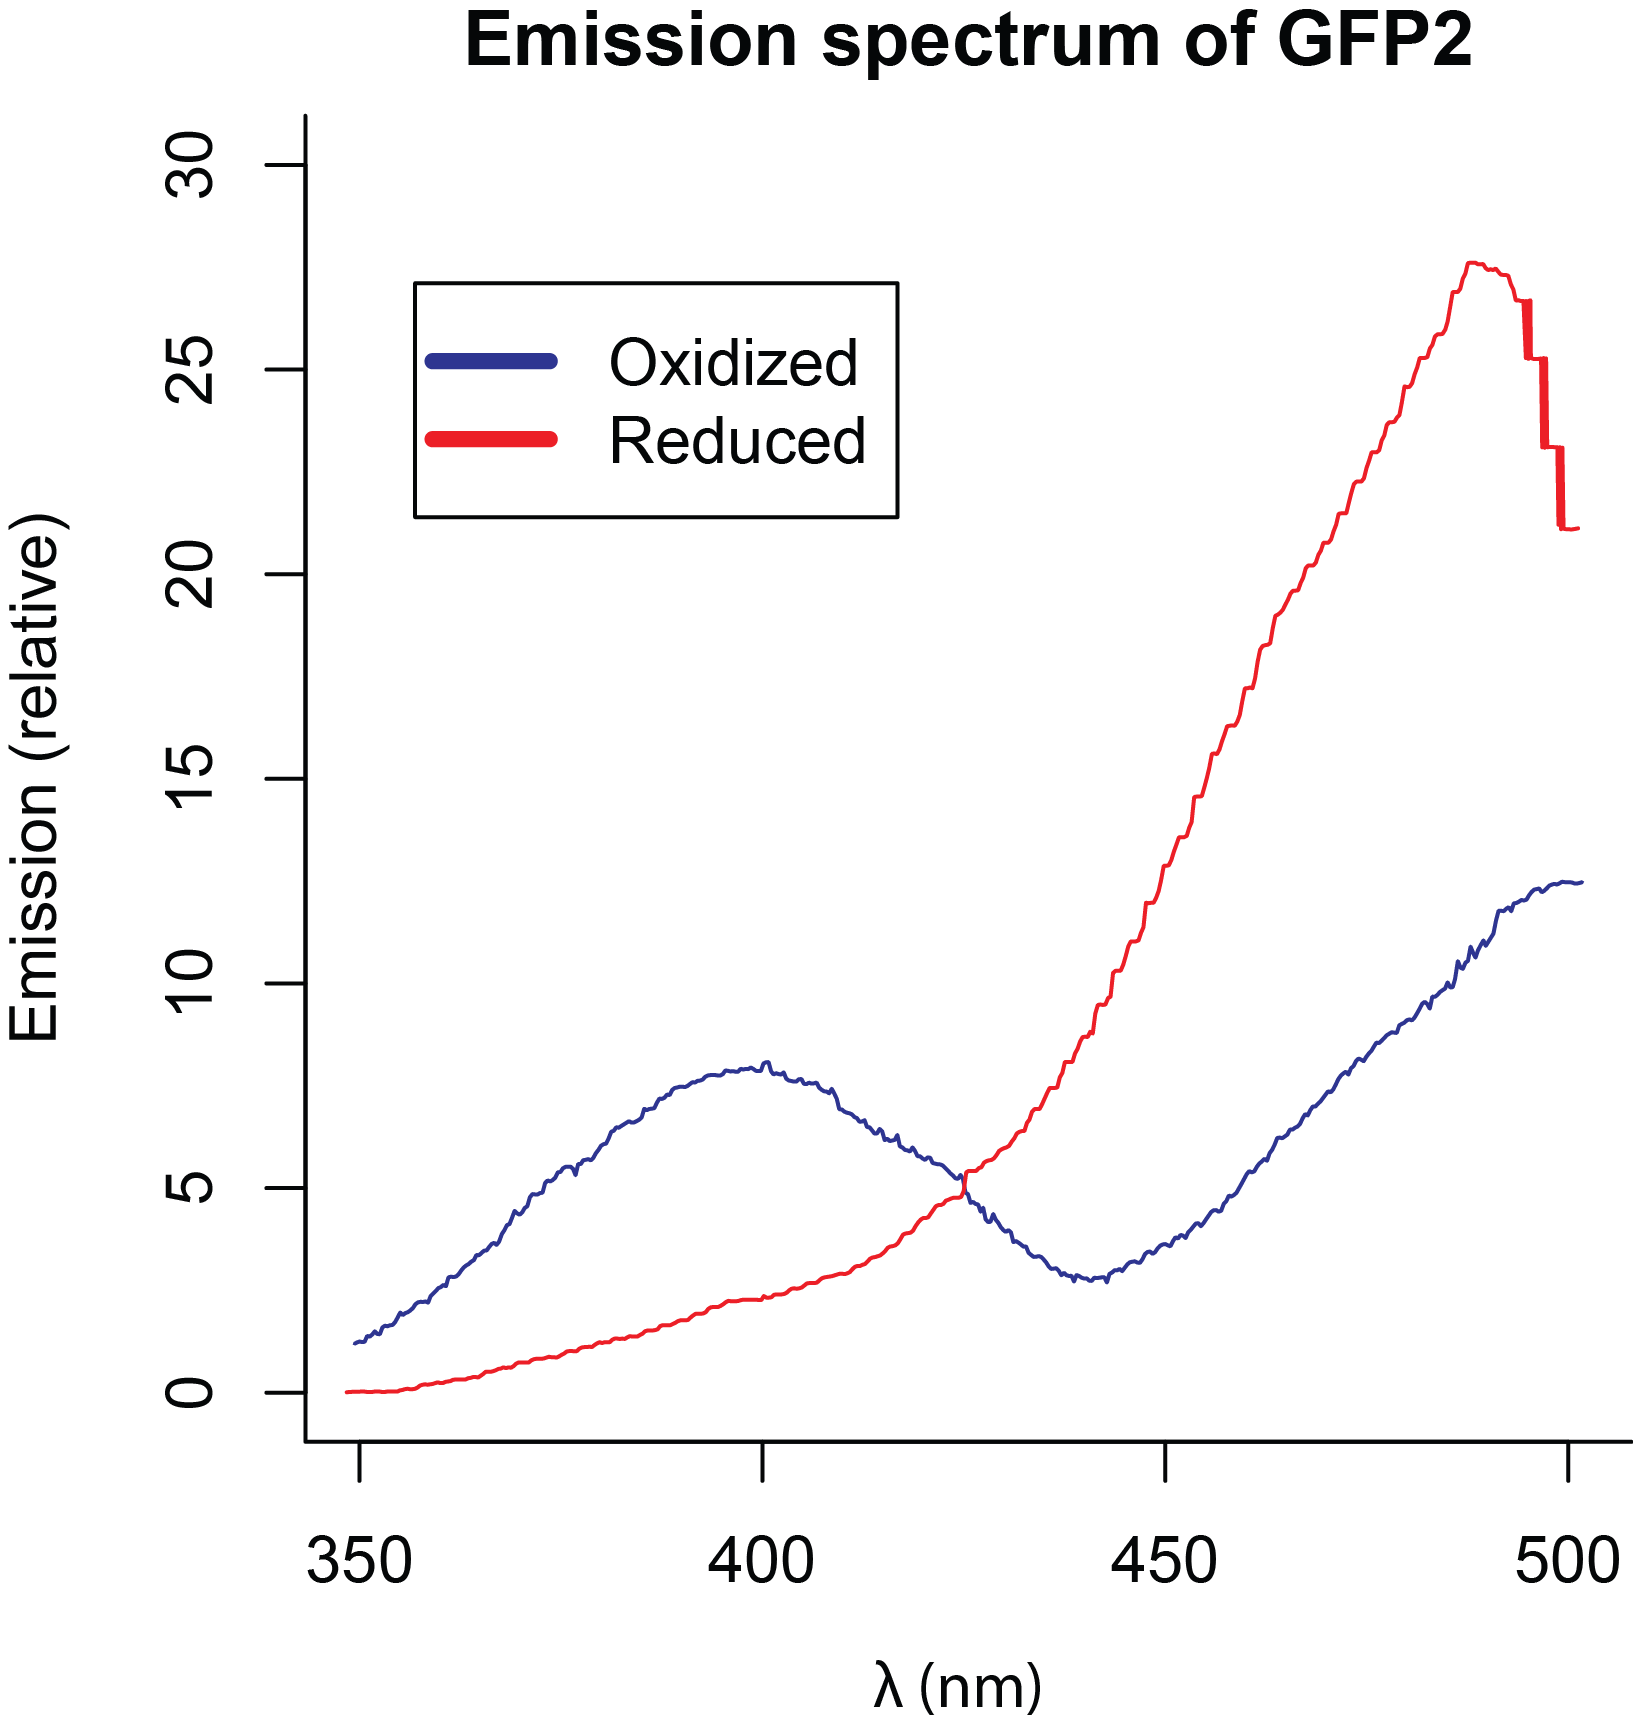 Emission spectrum of GFP2
Emission (relative)
30
25
20
15
10
5
0
Oxidized
Reduced
350 400 450 500
λ (nm)